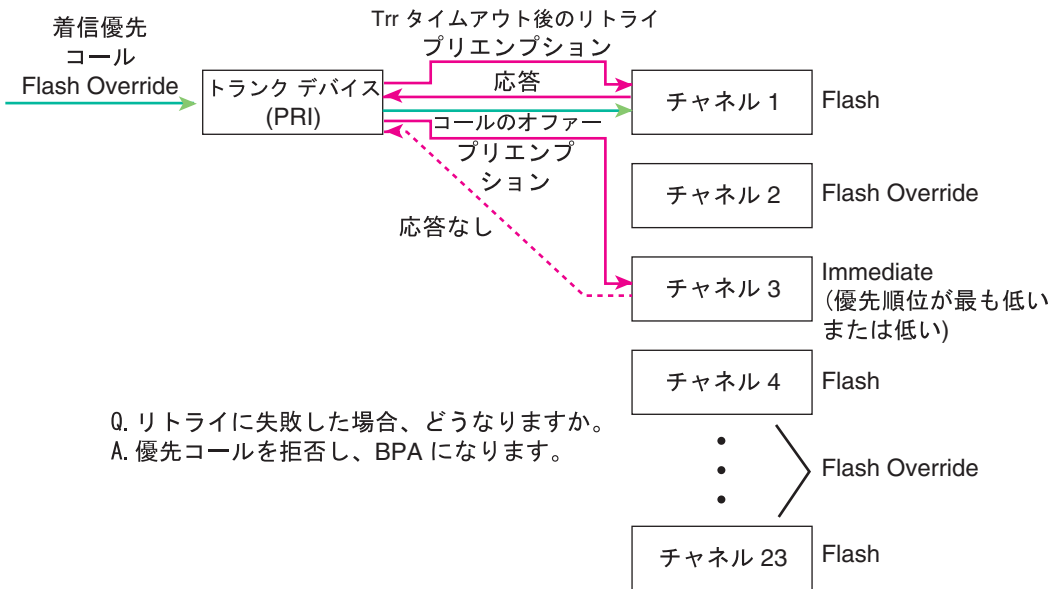 着信優先
コール
Flash Override
トランク デバイス
(PRI)
Trr タイムアウト後のリトライ
プリエンプション
応答
コールのオファー
プリエンプ
ション
応答なし
チャネル 1
Flash
チャネル 2
Flash Override
チャネル 3
Immediate
(優先順位が最も低い
または低い)
チャネル 4
Flash
Flash Override
チャネル 23
Flash
Q. リトライに失敗した場合、どうなりますか。
A. 優先コールを拒否し、BPA になります。